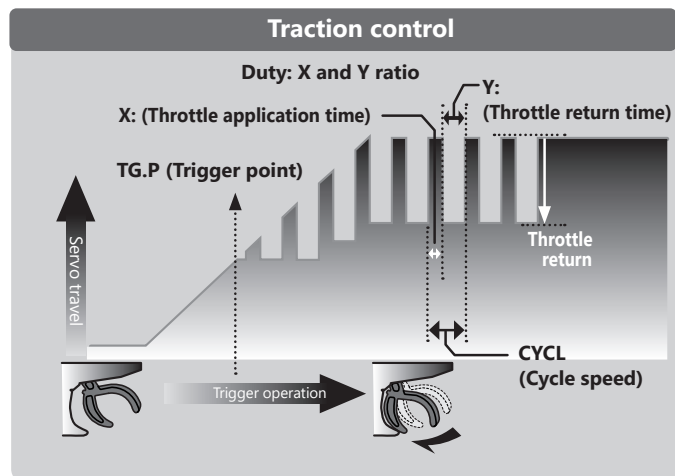 Traction control
Duty: X and Y ratio
Y:
X: (Throttle application time)
(Throttle return time)
TG.P (Trigger point)
Servo travel
Throttle
return
CYCL
(Cycle speed)
Trigger operation